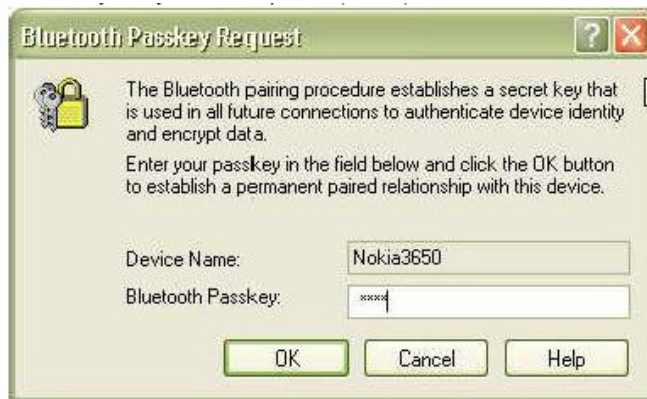 Bluetooth Passkey Request
The Bluetooth pairing procedure establishes a secret key that
is used in all future connections to authenticate device identity
and encrypt data.
Enter your passkey in the field below and click the OK button
to establish a permanent paired relationship with this device.
Device Name: Nokia3650
Bluetooth Passkey: ****
OK Cancel Help